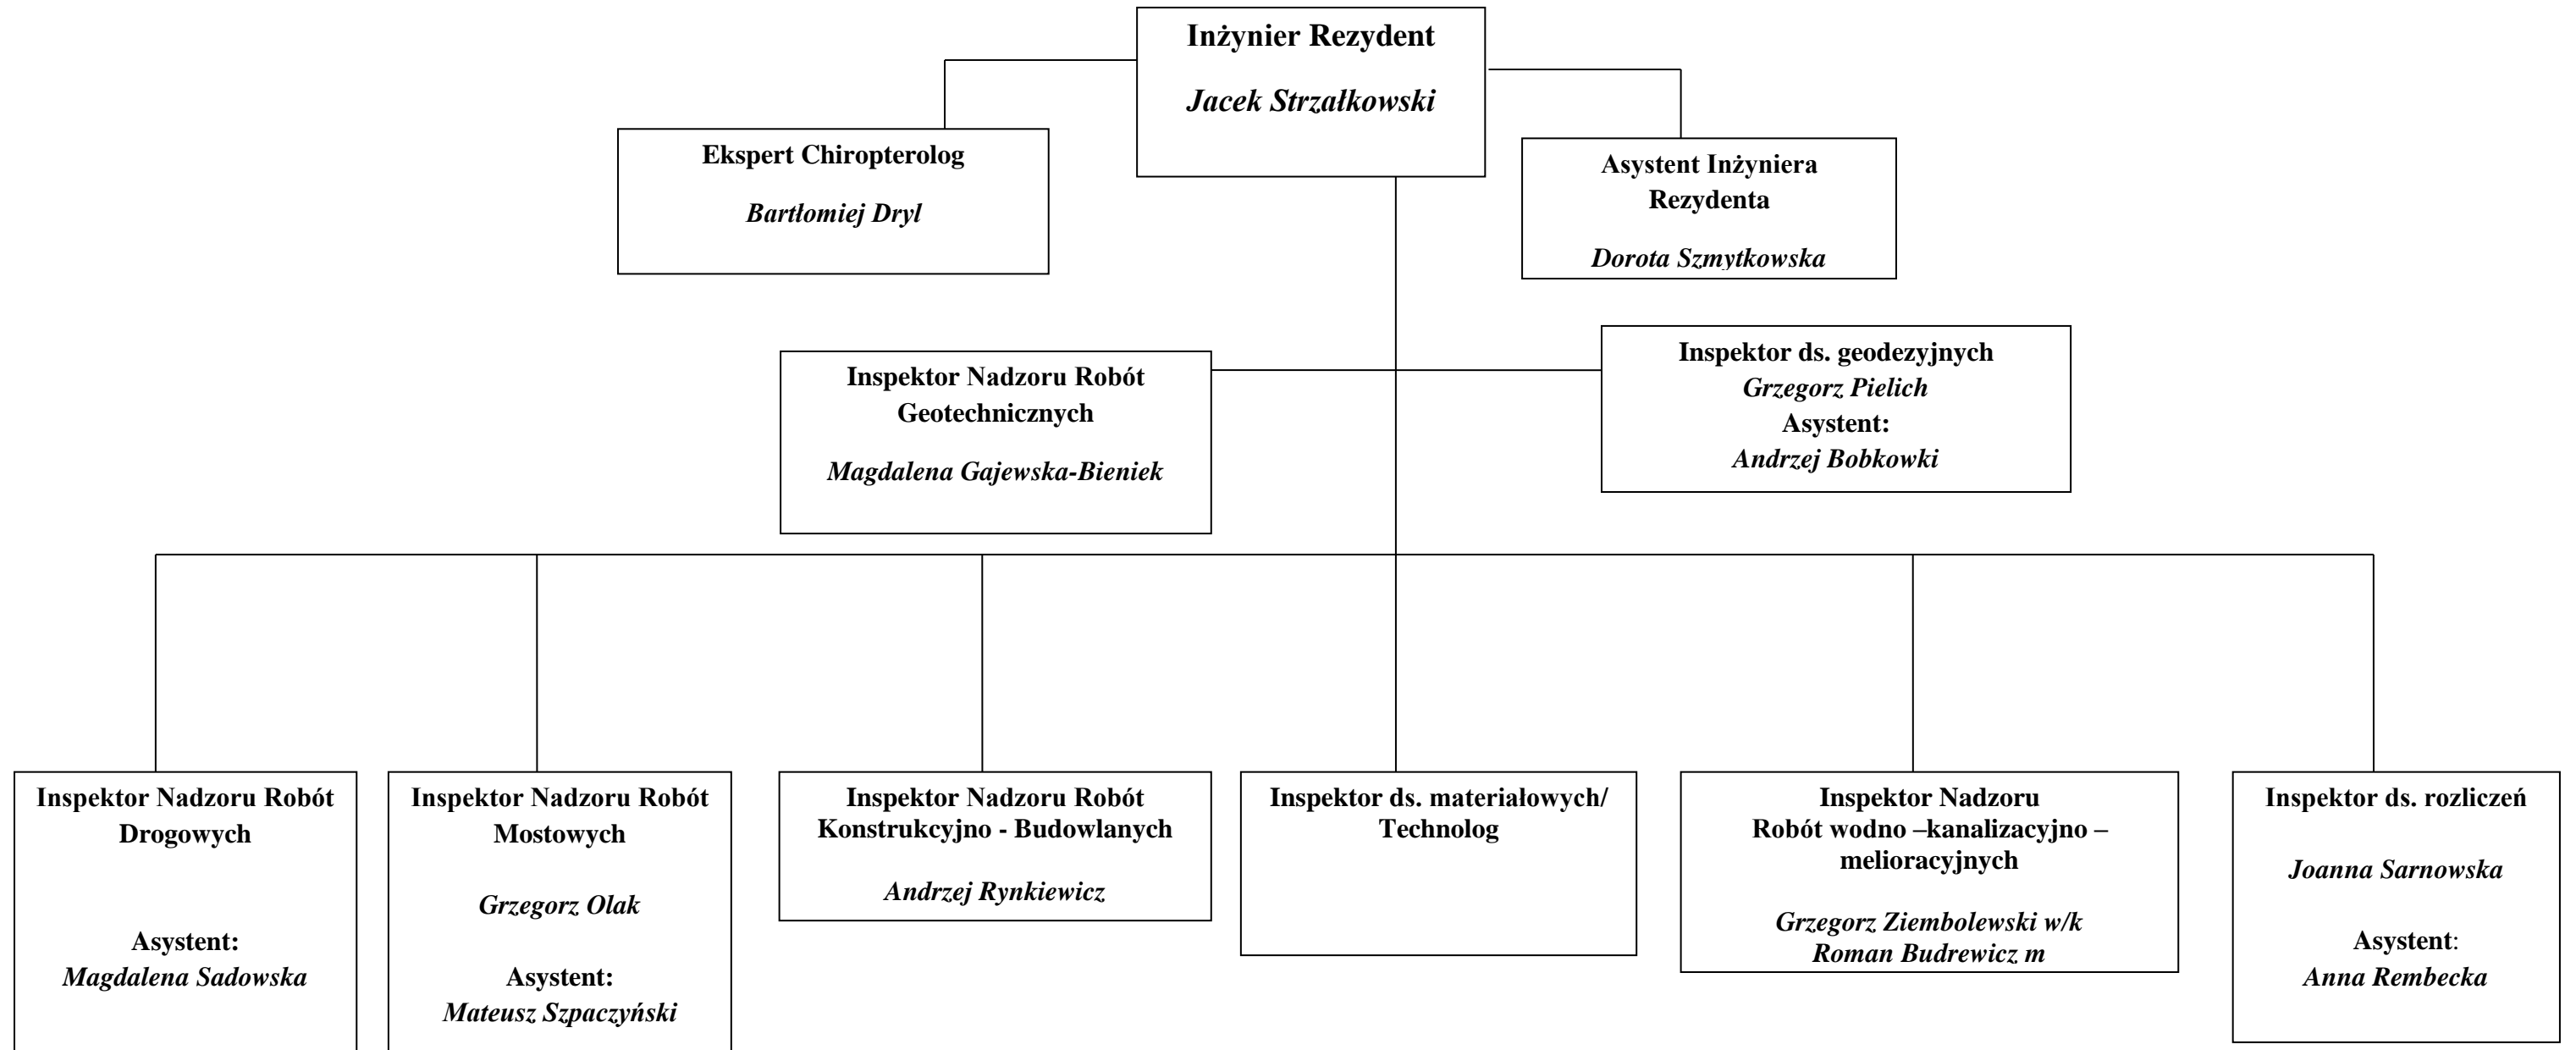 Inżynier Rezydent
Jacek Strzałkowski
Ekspert Chiropterolog
Bartłomiej Dryl
Asystent Inżyniera
Rezydenta
Dorota Szmytkowska
Inspektor Nadzoru Robót
Geotechnicznych
Magdalena Gajewska-Bieniek
Inspektor ds. geodezyjnych
Grzegorz Pielich
Asystent:
Andrzej Bobkowki
Inspektor Nadzoru Robót
Drogowych
Asystent:
Magdalena Sadowska
Inspektor Nadzoru Robót
Mostowych
Grzegorz Olak
Asystent:
Mateusz Szpaczyński
Inspektor Nadzoru Robót
Konstrukcyjno - Budowlanych
Andrzej Rynkiewicz
Inspektor ds. materiałowych/
Technolog
Inspektor Nadzoru
Robót wodno –kanalizacyjno –
melioracyjnych
Grzegorz Ziembolewski w/k
Roman Budrewicz m
Inspektor ds. rozliczeń
Joanna Sarnowska
Asystent:
Anna Rembecka